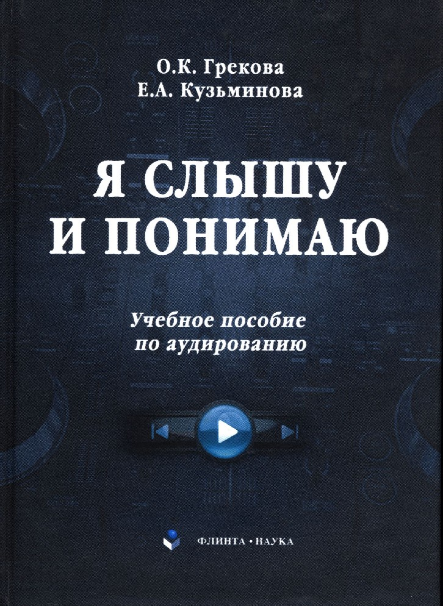 О.К. Грекова
Е.А. Кузьминова
Я СЛЫШУ
И ПОНИМАЮ
Учебное пособие
по аудированию
ФЛИНТА • НАУКА